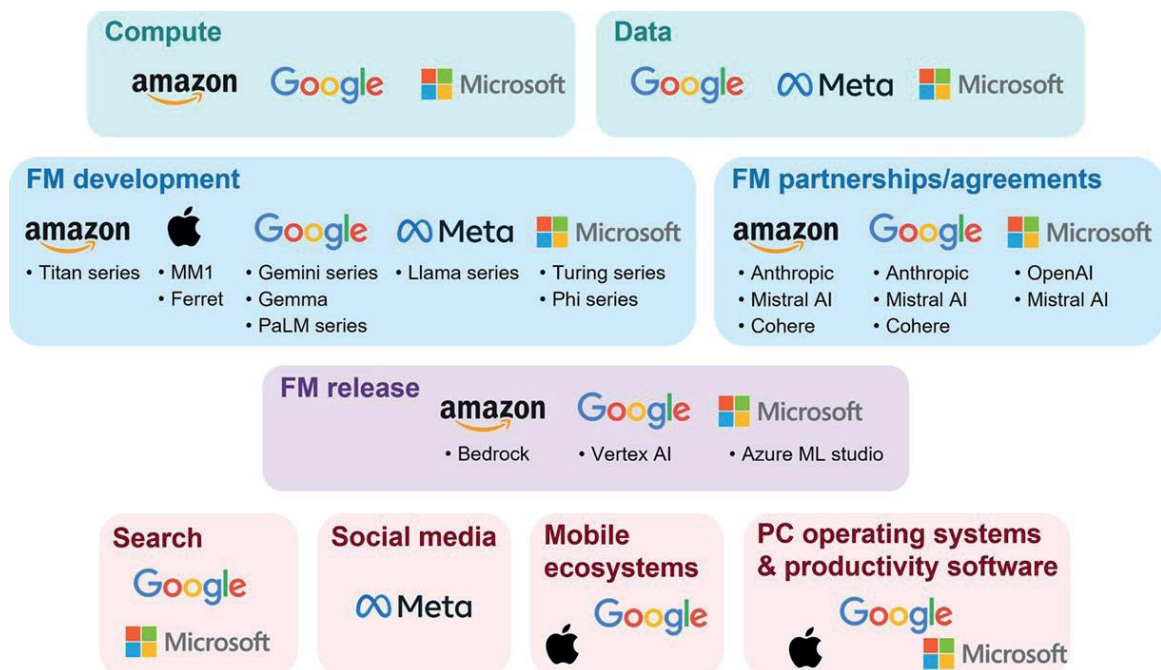 Compute
amazon Google Microsoft
Data
Google Meta Microsoft
FM development
amazon Google Meta Microsoft
• Titan series • MM1 • Gemini series • Llama series • Turing series
• Ferret • Gemma • Phi series
• PaLM series
FM partnerships/agreements
amazon Google Microsoft
• Anthropic • Anthropic • OpenAI
• Mistral AI • Mistral AI • Mistral AI
• Cohere • Cohere
FM release
amazon Google Microsoft
• Bedrock • Vertex AI • Azure ML studio
Search
Google
Microsoft
Social media
Meta
Mobile
ecosystems
Google
PC operating systems
& productivity software
Google
Microsoft